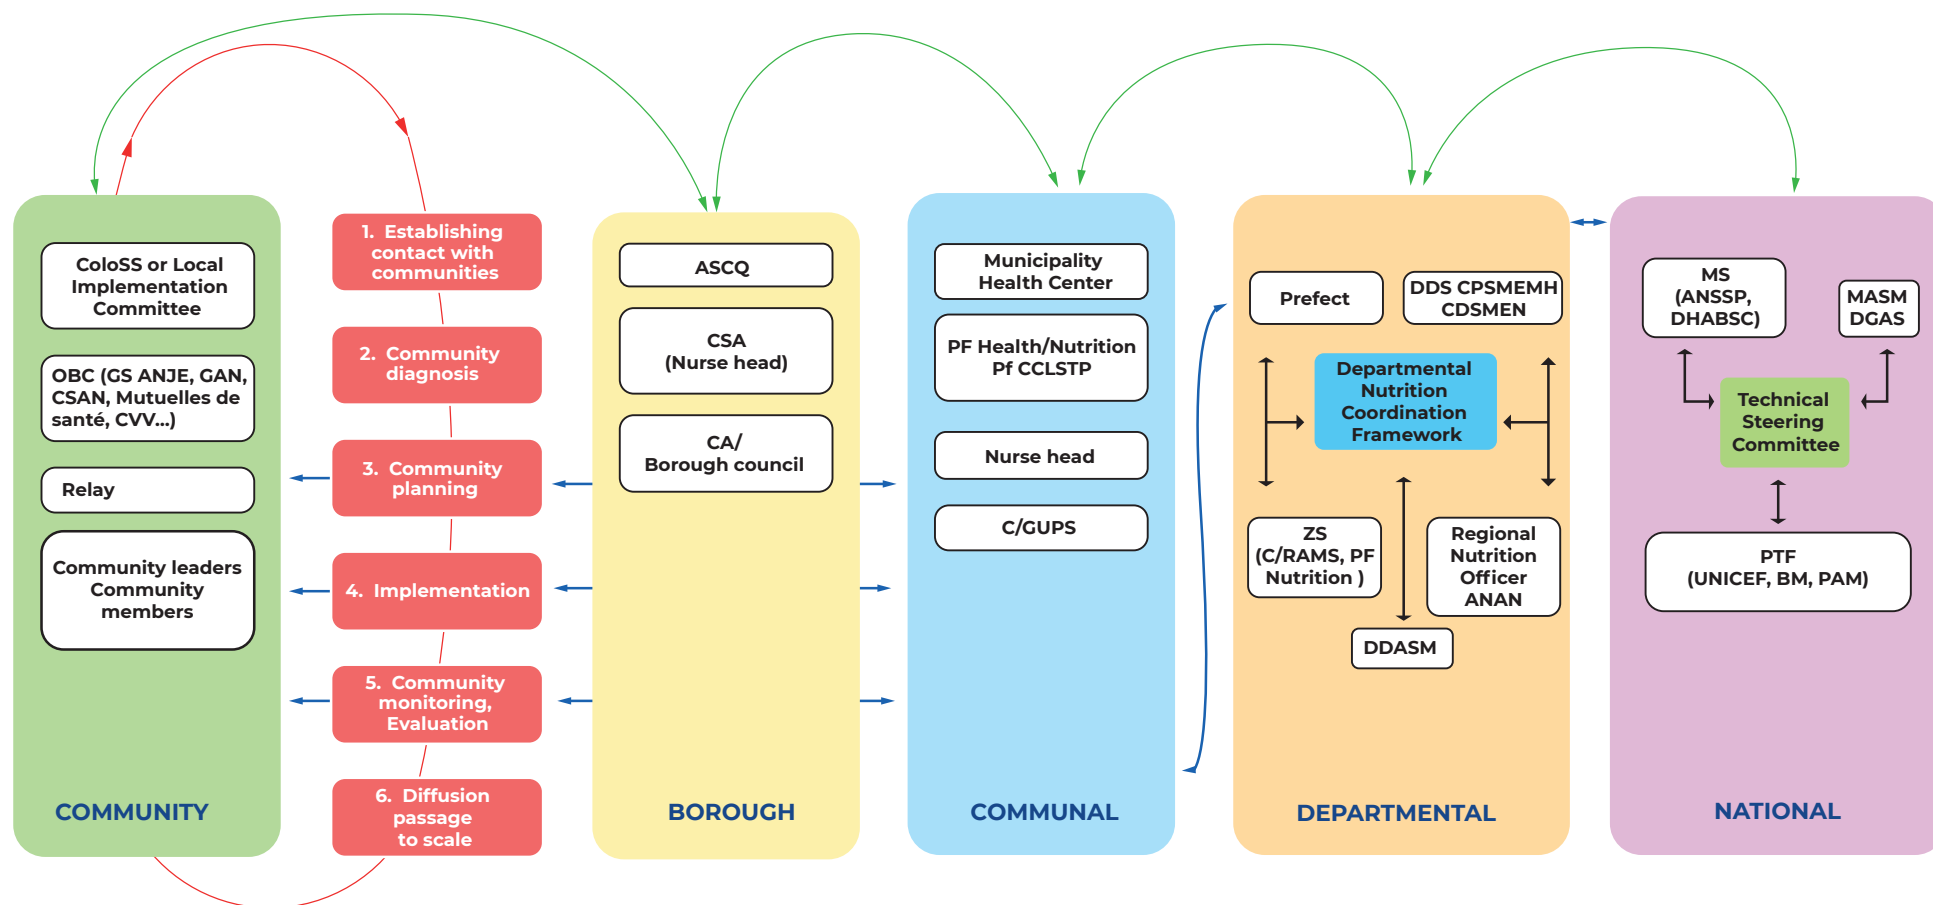 ColoSS or Local
Implementation
Committee
OBC (GS ANJE, GAN,
CSAN, Mutuelles de
santé, CVV...)
Relay
Community leaders
Community
members
COMMUNITY
1. Establishing
contact with
communities
2. Community
diagnosis
3. Community
planning
4. Implementation
5. Community
monitoring,
Evaluation
6. Diffusion
passage
to scale
ASCQ
CSA
(Nurse head)
CA/
Borough council
BOROUGH
Municipality
Health Center
PF Health/Nutrition
Pf CCLSTP
Nurse head
C/GUPS
COMMUNAL
Prefect
DDS CPSMEMH
CDSMEN
Departmental
Nutrition
Coordination
Framework
ZS
(C/RAMS, PF
Nutrition )
Regional
Nutrition
Officer
ANAN
DDASM
DEPARTMENTAL
MS
(ANSSP,
DHABSC)
MASM
DGAS
Technical
Steering
Committee
PTF
(UNICEF, BM, PAM)
NATIONAL